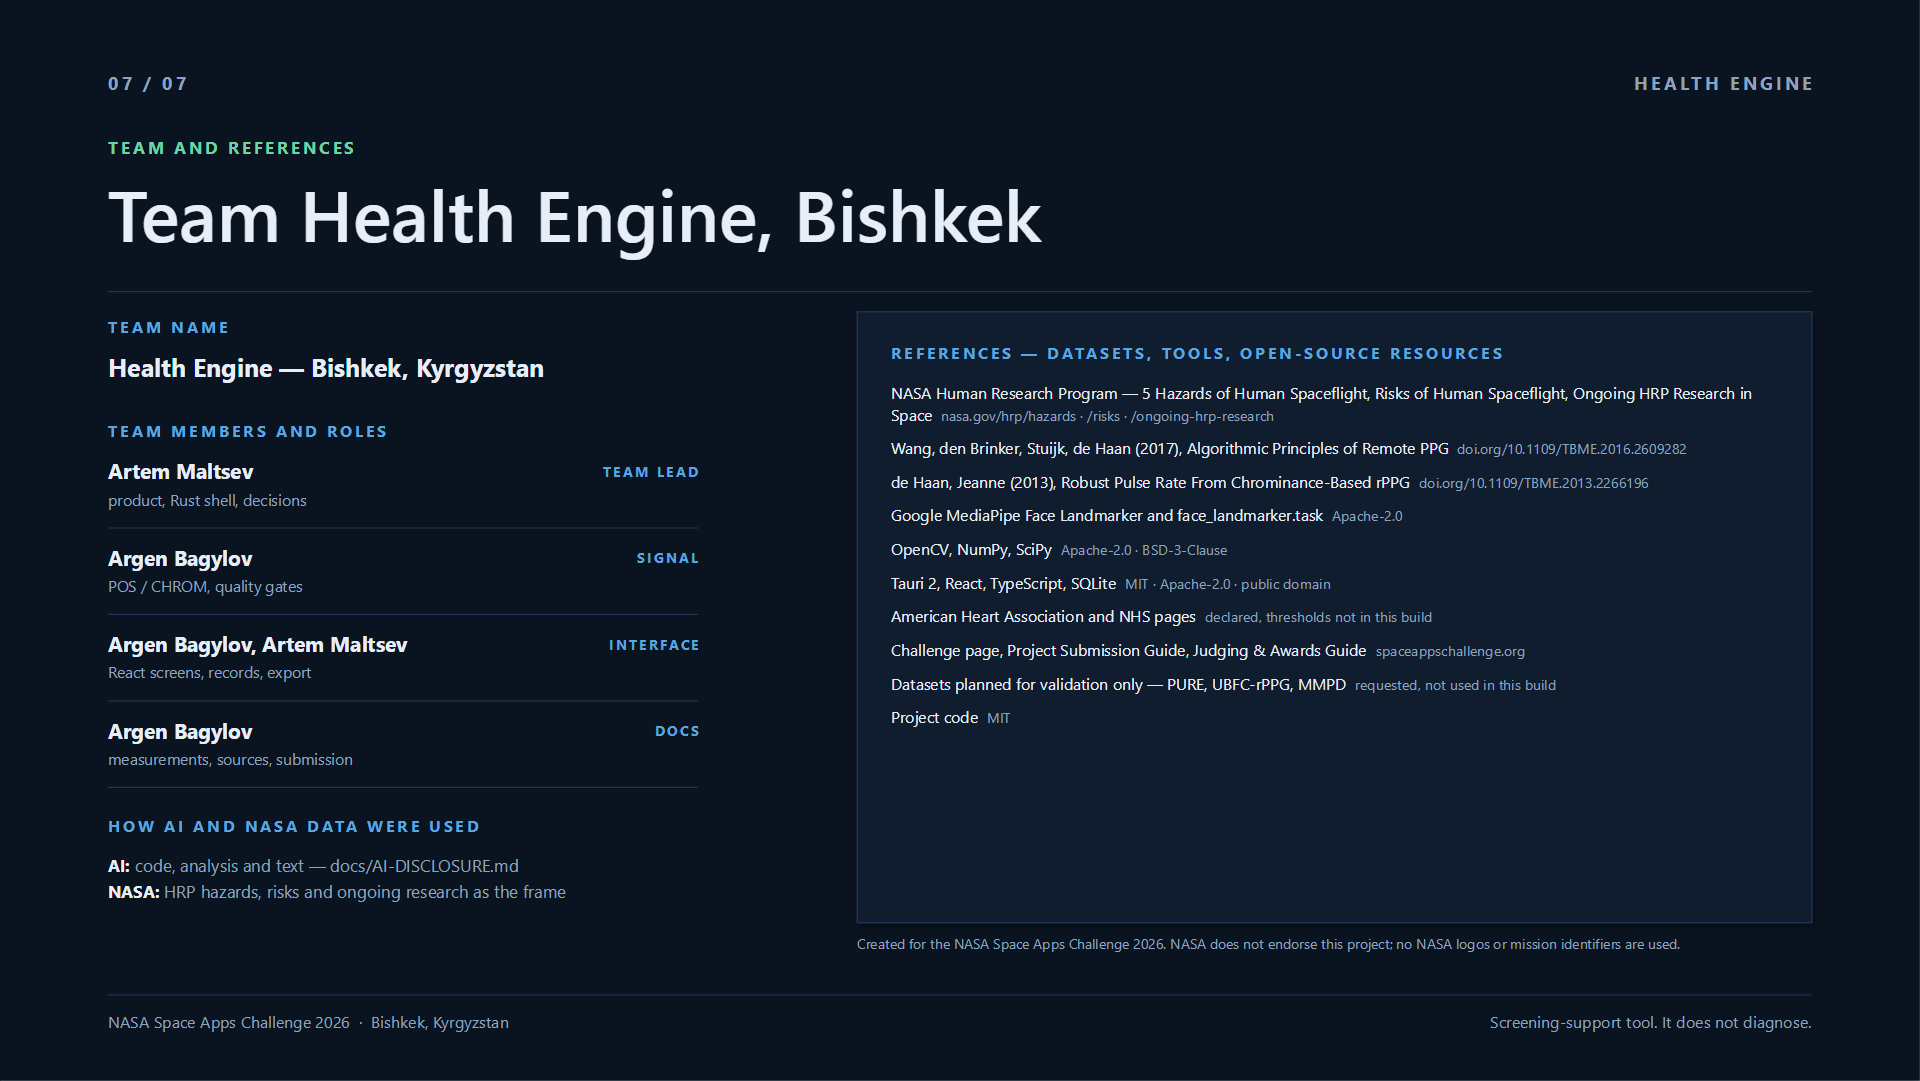 07 / 07
HEALTH ENGINE
TEAM AND REFERENCES
Team Health Engine, Bishkek
TEAM NAME
Health Engine — Bishkek, Kyrgyzstan
TEAM MEMBERS AND ROLES
Artem Maltsev
TEAM LEAD
product, Rust shell, decisions
Argen Bagylov
SIGNAL
POS / CHROM, quality gates
Argen Bagylov, Artem Maltsev
INTERFACE
React screens, records, export
Argen Bagylov
DOCS
measurements, sources, submission
HOW AI AND NASA DATA WERE USED
AI: code, analysis and text — docs/AI-DISCLOSURE.md
NASA: HRP hazards, risks and ongoing research as the frame
REFERENCES — DATASETS, TOOLS, OPEN-SOURCE RESOURCES
NASA Human Research Program — 5 Hazards of Human Spaceflight, Risks of Human Spaceflight, Ongoing HRP Research in
Space nasa.gov/hrp/hazards · /risks · /ongoing-hrp-research
Wang, den Brinker, Stuijk, de Haan (2017), Algorithmic Principles of Remote PPG doi.org/10.1109/TBME.2016.2609282
de Haan, Jeanne (2013), Robust Pulse Rate From Chrominance-Based rPPG doi.org/10.1109/TBME.2013.2266196
Google MediaPipe Face Landmarker and face_landmarker.task Apache-2.0
OpenCV, NumPy, SciPy Apache-2.0 · BSD-3-Clause
Tauri 2, React, TypeScript, SQLite MIT · Apache-2.0 · public domain
American Heart Association and NHS pages declared, thresholds not in this build
Challenge page, Project Submission Guide, Judging & Awards Guide spaceappschallenge.org
Datasets planned for validation only — PURE, UBFC-rPPG, MMPD requested, not used in this build
Project code MIT
Created for the NASA Space Apps Challenge 2026. NASA does not endorse this project; no NASA logos or mission identifiers are used.
NASA Space Apps Challenge 2026 · Bishkek, Kyrgyzstan
Screening-support tool. It does not diagnose.